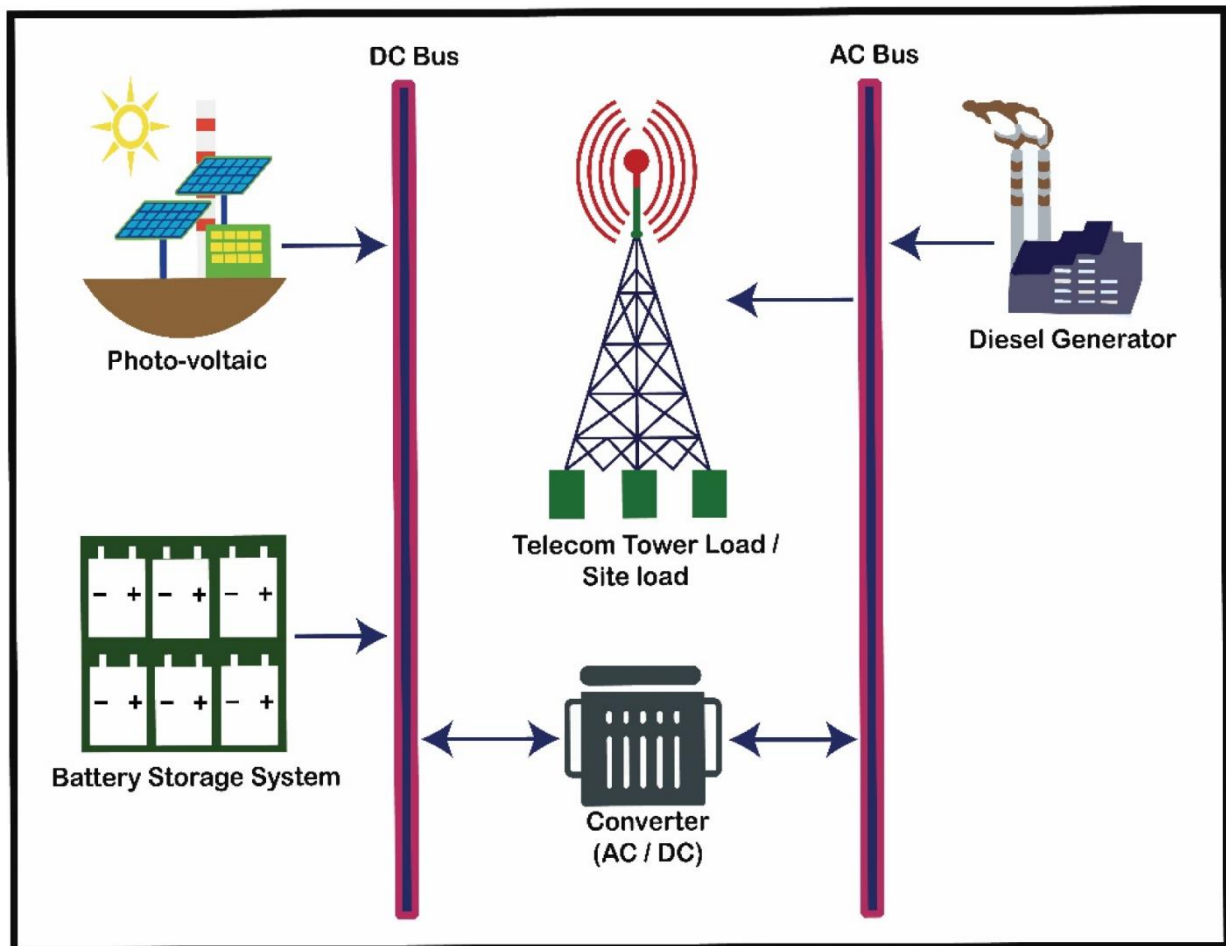 DC Bus
AC Bus
Photo-voltaic
Diesel Generator
Telecom Tower Load /
Site load
- + - + - +
- + - + - +
Battery Storage System
Converter
(AC / DC)